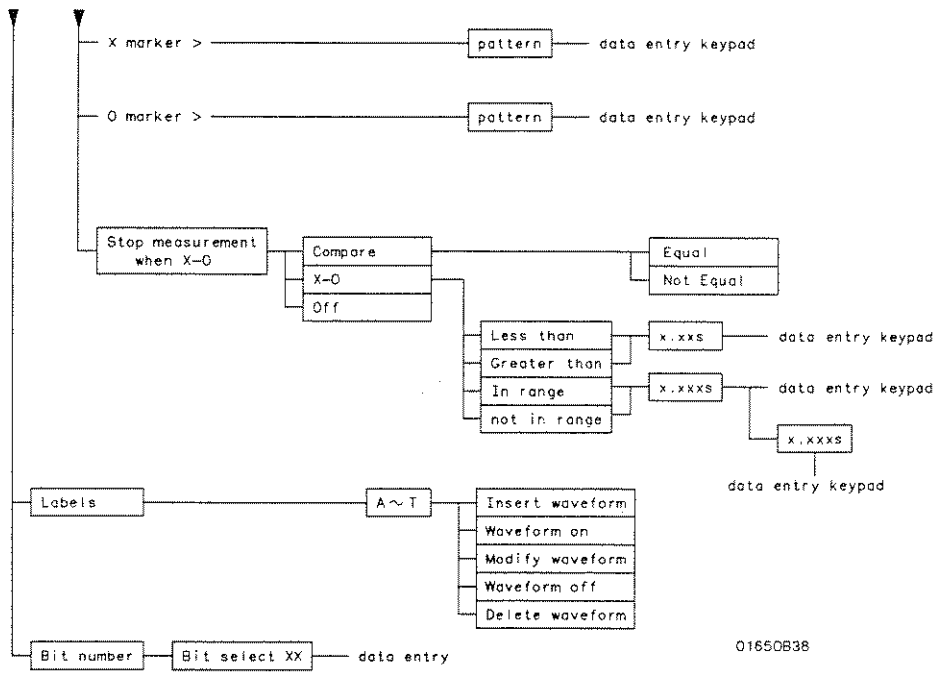 X marker >
pattern
data entry keypad
O marker >
pattern
data entry keypad
Stop measurement
when X-O
Compare
X-O
Off
Equal
Not Equal
Less than
Greater than
In range
not in range
x.xxs
data entry keypad
x.xxxs
data entry keypad
x.xxxs
data entry keypad
Labels
A~T
Insert waveform
Waveform on
Modify waveform
Waveform off
Delete waveform
Bit number
Bit select XX
data entry
01650B38